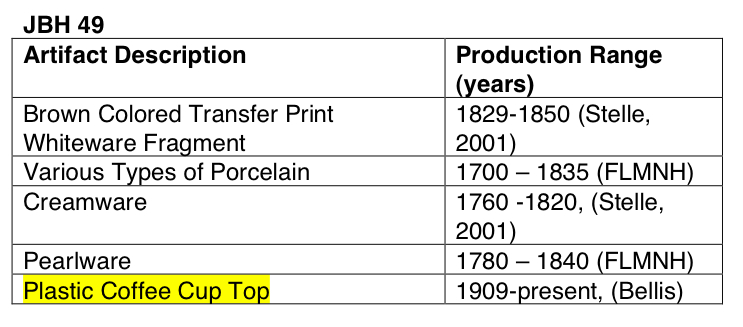 JBH 49
Artifact Description Production Range
(years)
Brown Colored Transfer Print 1829-1850 (Stelle,
Whiteware Fragment 2001)
Various Types of Porcelain 1700 – 1835 (FLMNH)
Creamware 1760 -1820, (Stelle,
2001)
Pearlware 1780 – 1840 (FLMNH)
Plastic Coffee Cup Top 1909-present, (Bellis)